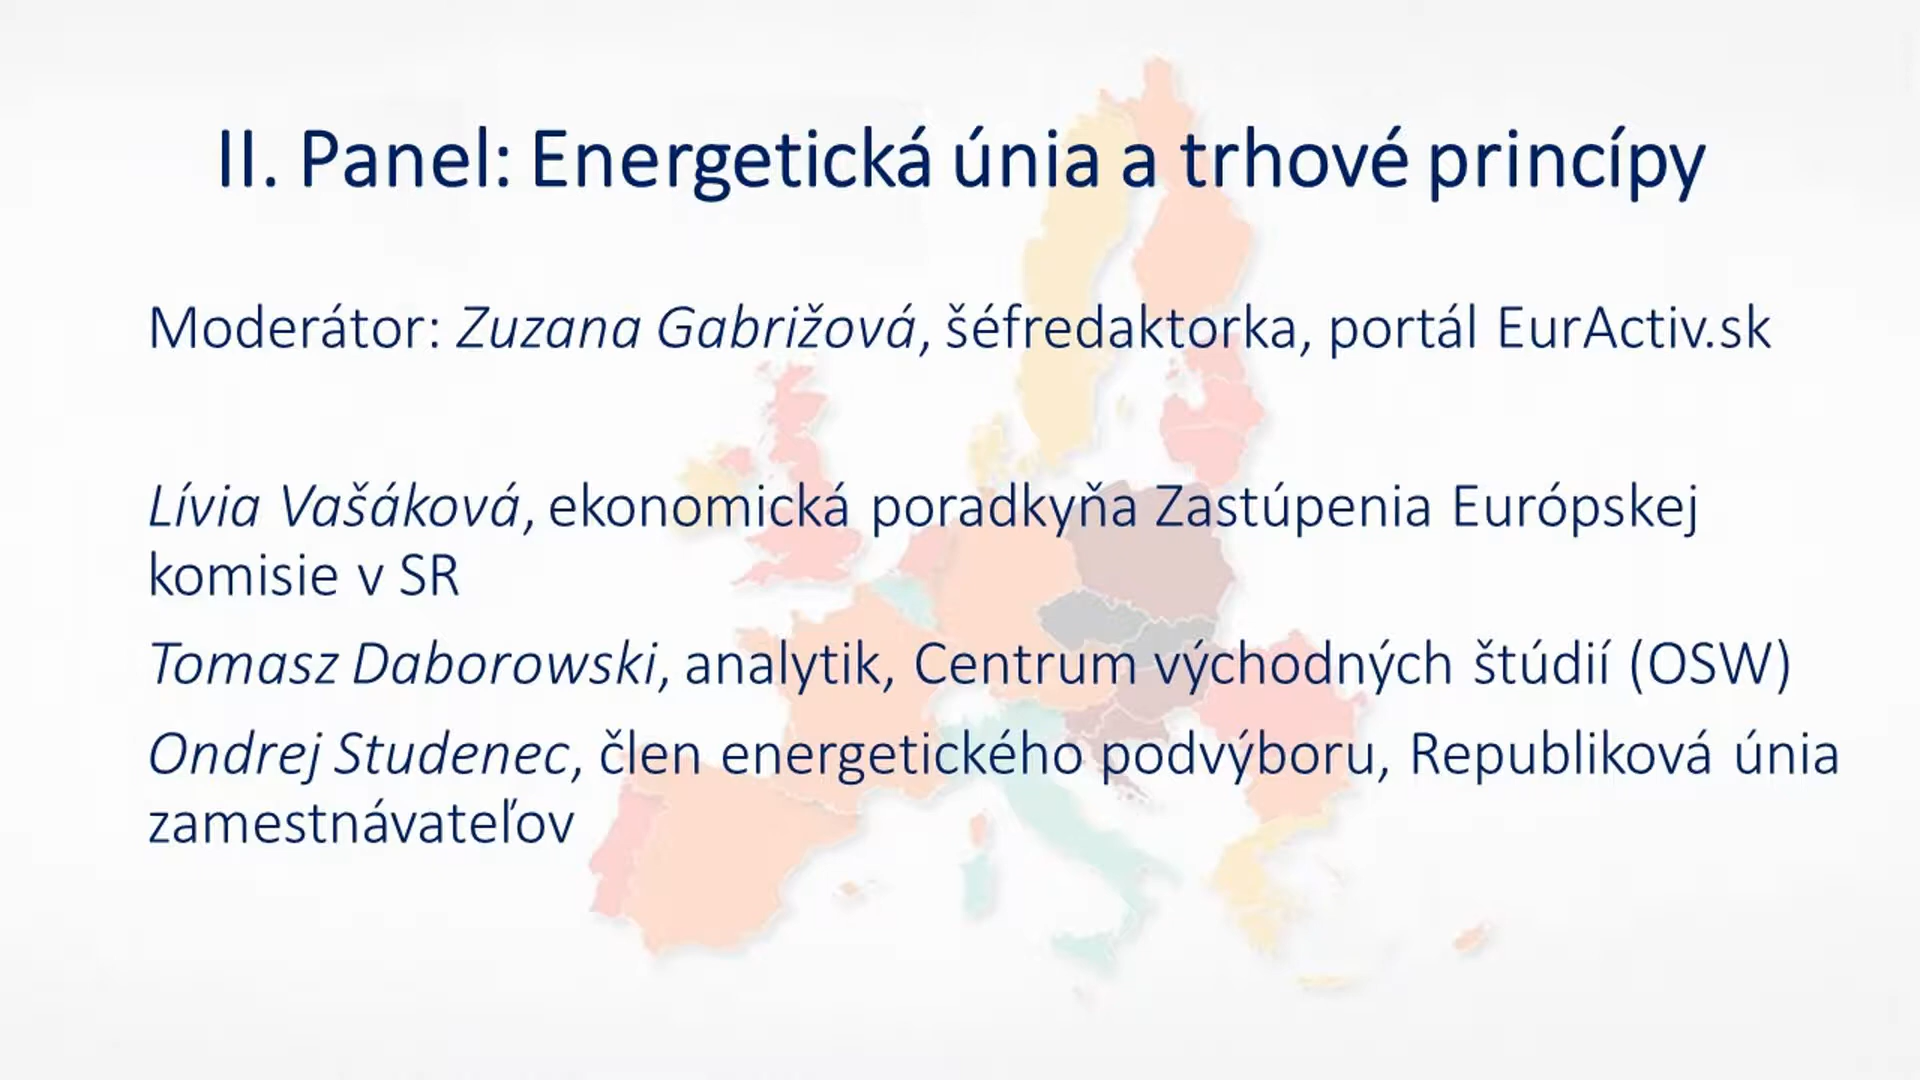 II. Panel: Energetická únia a trhové princípy
Moderátor: Zuzana Gabrižová, šéfredaktorka, portál EurActiv.sk
Lívia Vašáková, ekonomická poradkyňa Zastúpenia Európskej
komisie v SR
Tomasz Daborowski, analytik, Centrum východných štúdií (OSW)
Ondrej Studenec, člen energetického podvýboru, Republiková únia
zamestnávateľov